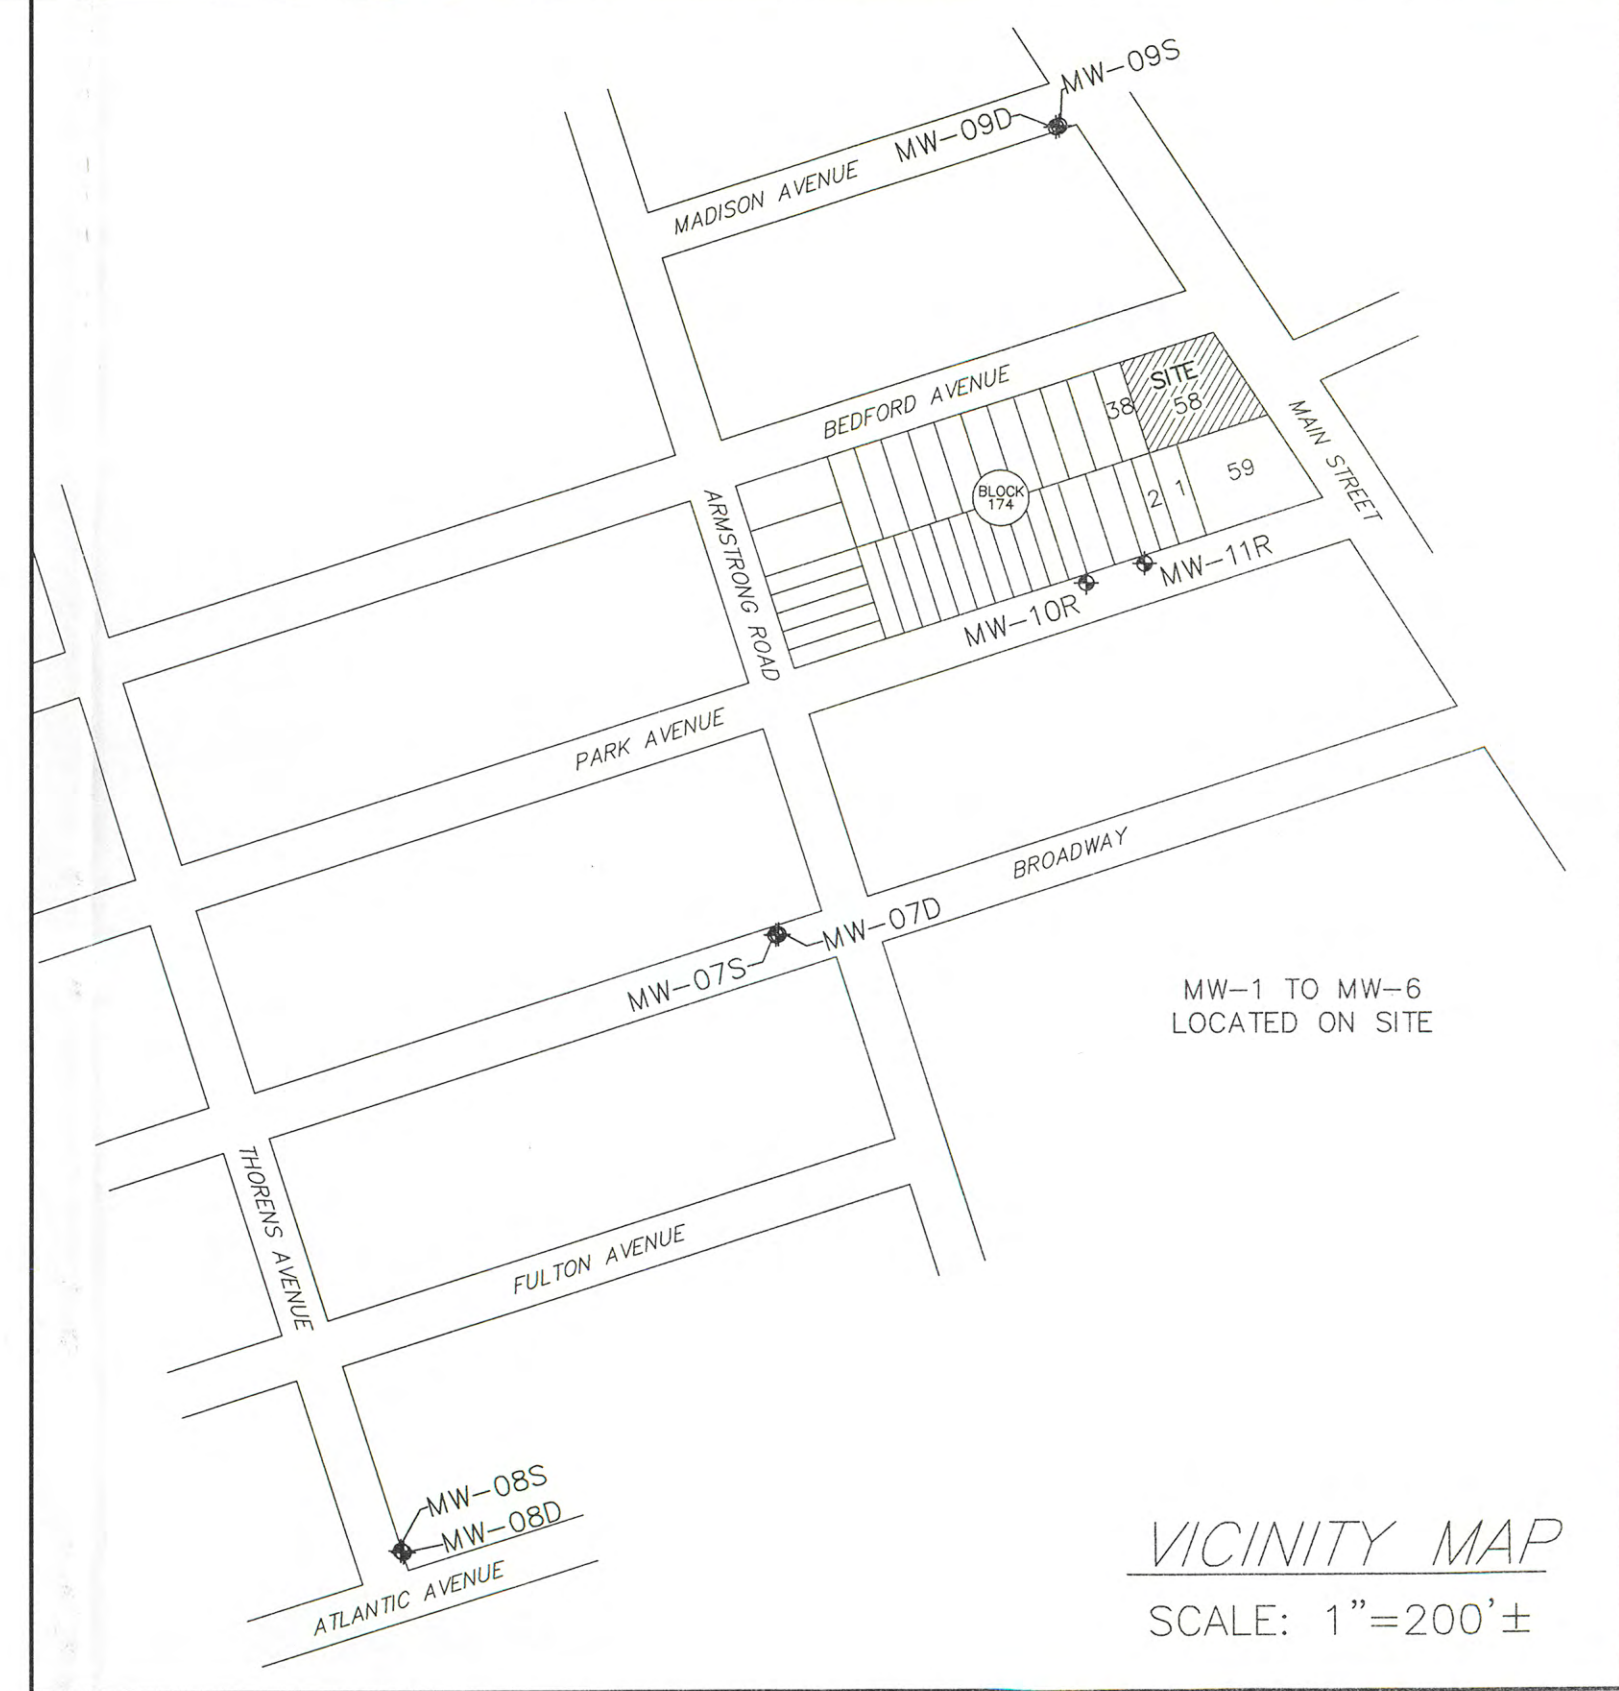 MW-09S
MW-09D
MADISON AVENUE
BEDFORD AVENUE
SITE
58
38
MAIN STREET
59
1
2
BLOCK
174
ARMSTRONG ROAD
MW-11R
MW-10R
PARK AVENUE
BROADWAY
MW-07D
MW-07S
MW-1 TO MW-6
LOCATED ON SITE
THORENS AVENUE
FULTON AVENUE
MW-08S
MW-08D
ATLANTIC AVENUE
VICINITY MAP
SCALE: 1"=200'±